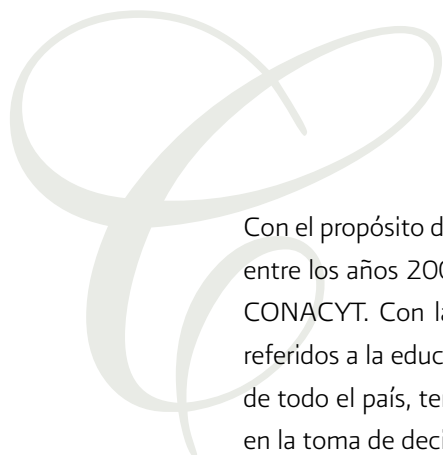 Con el propósito d
entre los años 200
CONACYT. Con la
referidos a la educ
de todo el país, ter
en la toma de deci